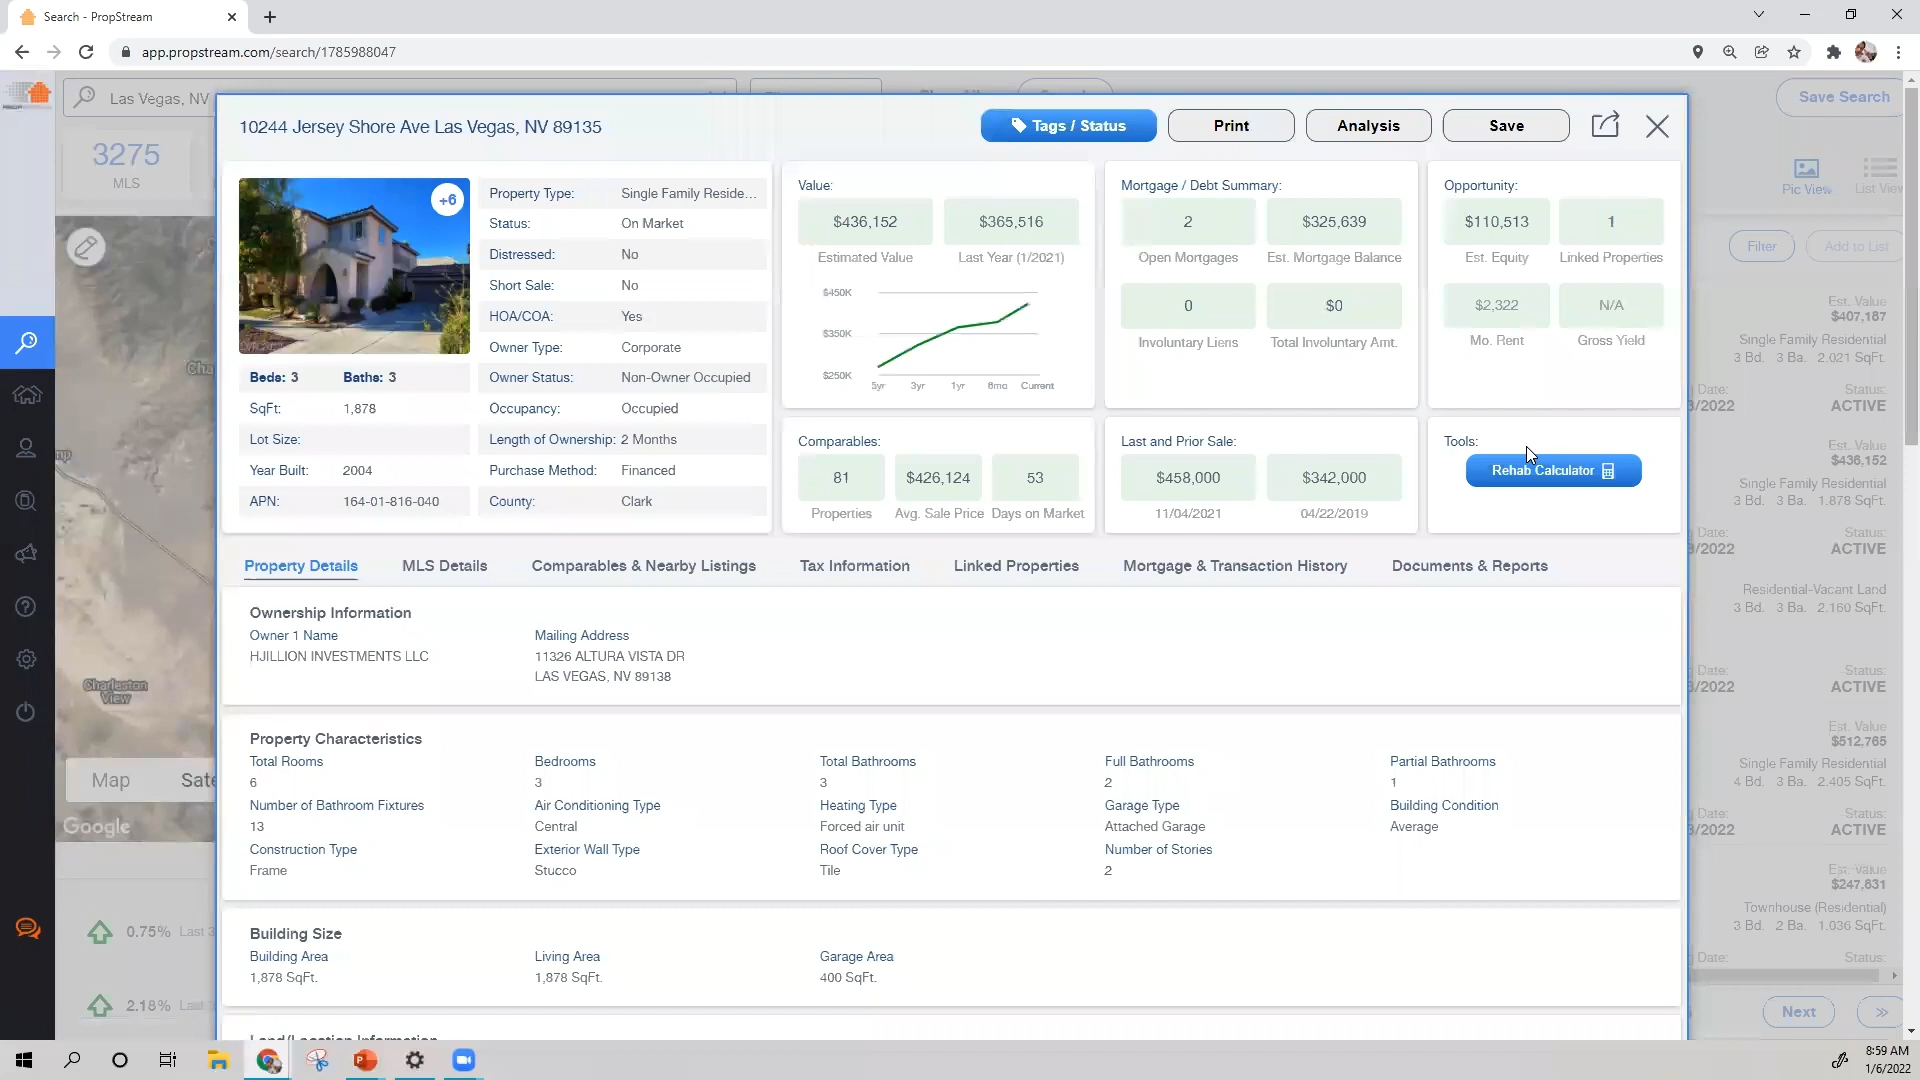 Search - PropStream
app.propstream.com/search/1785988047
Las Vegas, NV
Save Search
10244 Jersey Shore Ave Las Vegas, NV 89135
Tags / Status
Print
Analysis
Save
3275
MLS
Pic View
List View
Filter
Add to List
+6
Beds: 3
Baths: 3
SqFt:
1,878
Lot Size:
Year Built:
2004
APN:
164-01-816-040
Property Type:
Single Family Reside...
Status:
On Market
Distressed:
No
Short Sale:
No
HOA/COA:
Yes
Owner Type:
Corporate
Owner Status:
Non-Owner Occupied
Occupancy:
Occupied
Length of Ownership:
2 Months
Purchase Method:
Financed
County:
Clark
Value:
$436,152
$365,516
Estimated Value
Last Year (1/2021)
$450K
$350K
$250K
5yr
3yr
1yr
6mo
Current
Mortgage / Debt Summary:
2
$325,639
Open Mortgages
Est. Mortgage Balance
0
$0
Involuntary Liens
Total Involuntary Amt.
Opportunity:
$110,513
1
Est. Equity
Linked Properties
$2,322
N/A
Mo. Rent
Gross Yield
Comparables:
81
$426,124
53
Properties
Avg. Sale Price
Days on Market
Last and Prior Sale:
$458,000
$342,000
11/04/2021
04/22/2019
Tools:
Rehab Calculator
Property Details
MLS Details
Comparables & Nearby Listings
Tax Information
Linked Properties
Mortgage & Transaction History
Documents & Reports
Ownership Information
Owner 1 Name
Mailing Address
HJILLION INVESTMENTS LLC
11326 ALTURA VISTA DR
LAS VEGAS, NV 89138
Property Characteristics
Total Rooms
Bedrooms
Total Bathrooms
Full Bathrooms
Partial Bathrooms
6
3
3
2
1
Number of Bathroom Fixtures
Air Conditioning Type
Heating Type
Garage Type
Building Condition
13
Central
Forced air unit
Attached Garage
Average
Construction Type
Exterior Wall Type
Roof Cover Type
Number of Stories
Frame
Stucco
Tile
2
Building Size
Building Area
Living Area
Garage Area
1,878 SqFt.
1,878 SqFt.
400 SqFt.
Land/Location Information
Charleston
View
Map
Sate
Google
0.75%
Last 3
2.18%
Last
Est. Value
$407,187
Single Family Residential
3 Bd. 3 Ba. 2,021 SqFt.
Date:
Status:
/2022
ACTIVE
Est. Value
$436,152
Single Family Residential
3 Bd. 3 Ba. 1,878 SqFt.
Date:
Status:
/2022
ACTIVE
Residential-Vacant Land
3 Bd. 3 Ba. 2,160 SqFt.
Date:
Status:
/2022
ACTIVE
Est. Value
$512,765
Single Family Residential
4 Bd. 3 Ba. 2,405 SqFt.
Date:
Status:
/2022
ACTIVE
Est. Value
$247,831
Townhouse (Residential)
3 Bd. 2 Ba. 1,036 SqFt.
Date:
Status:
Next
8:59 AM
1/6/2022